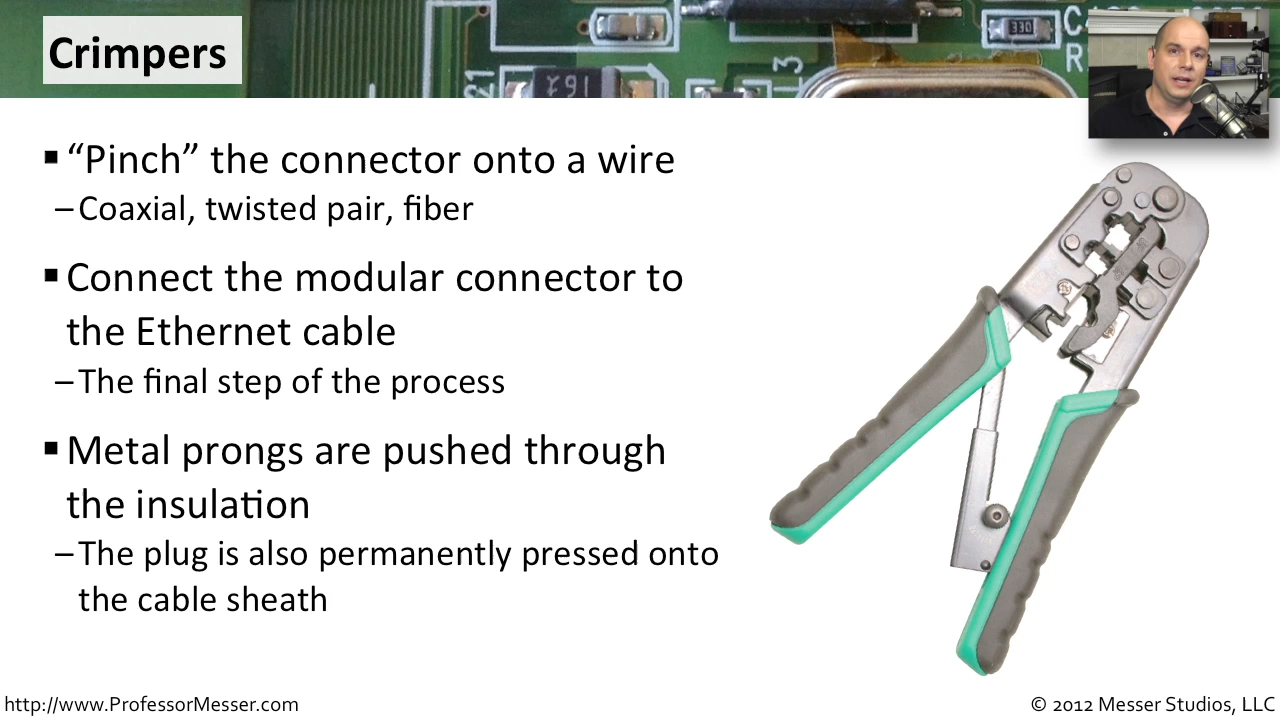 Crimpers
330
"Pinch" the connector onto a wire
–Coaxial, twisted pair, fiber
Connect the modular connector to
the Ethernet cable
–The final step of the process
Metal prongs are pushed through
the insulation
–The plug is also permanently pressed onto
the cable sheath
http://www.ProfessorMesser.com
© 2012 Messer Studios, LLC